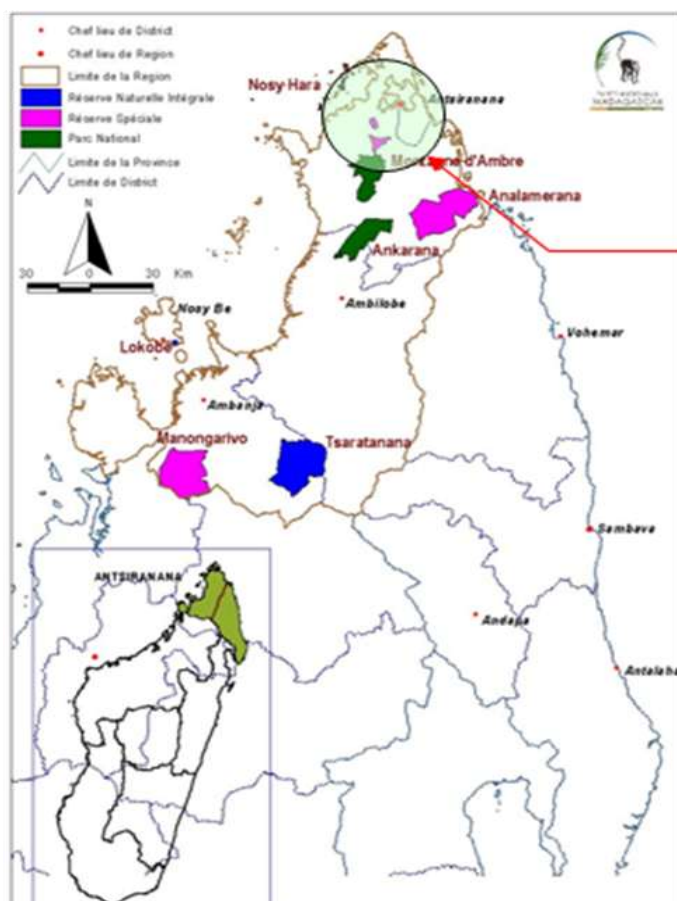 Chef lieu de District
Chef lieu de Region
Limite de la Region
Réserve Naturelle Intégrale
Réserve Spéciale
Parc National
Limite de la Province
Limite de District
N
30 0 30 Km
MADAGASCAR
Nosy Hara
Antsiranana
Montagne d'Ambre
Analamerana
Ankarana
Ambilobe
Nosy Be
Vohemar
Lokobe
Ambanja
Manongarivo
Tsaratanana
Sambava
ANTSIRANANA
Andapa
Antalaha